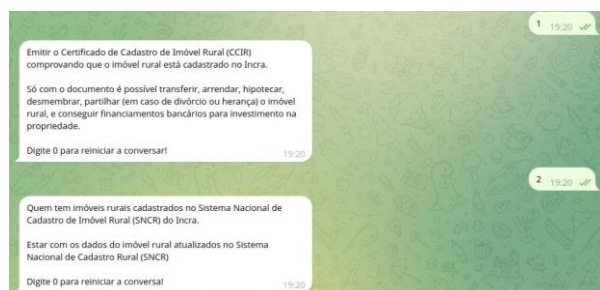 1 19:20
Emitir o Certificado de Cadastro de Imóvel Rural (CCIR)
comprovando que o imóvel rural está cadastrado no Incra.
Só com o documento é possível transferir, arrendar, hipotecar,
desmembrar, partilhar (em caso de divórcio ou herança) o imóvel
rural, e conseguir financiamentos bancários para investimento na
propriedade.
Digite 0 para reiniciar a conversar!
19:20
2 19:20
Quem tem imóveis rurais cadastrados no Sistema Nacional de
Cadastro de Imóvel Rural (SNCR) do Incra.
Estar com os dados do imóvel rural atualizados no Sistema
Nacional de Cadastro Rural (SNCR)
Digite 0 para reiniciar a conversa!
19:20